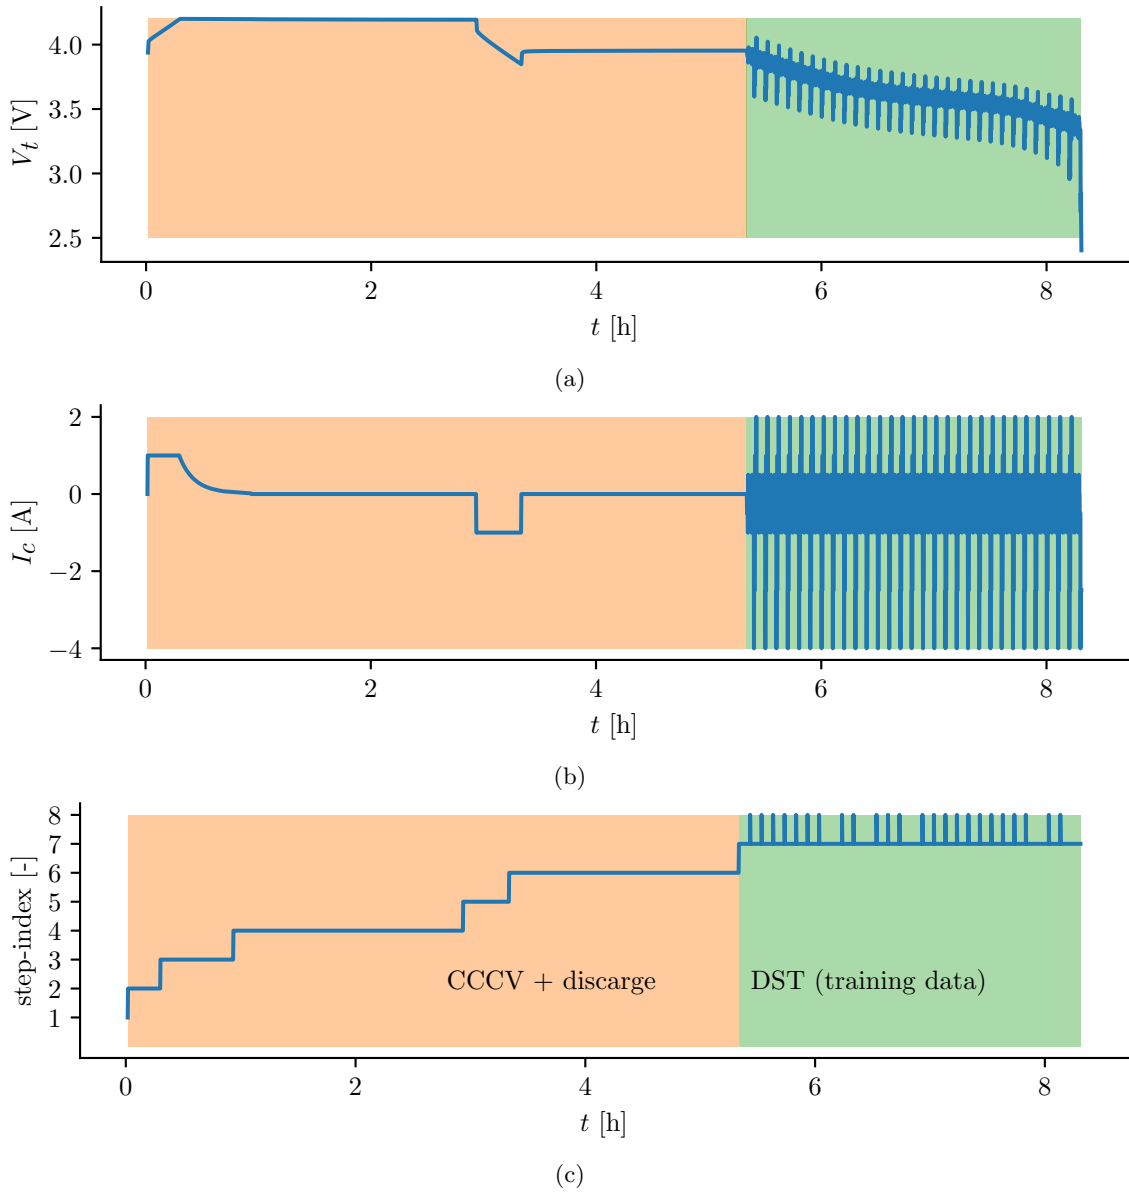 V_t [V]
4.0
3.5
3.0
2.5
0 2 4 6 8
t [h]
(a)
I_c [A]
2
0
−2
−4
0 2 4 6 8
t [h]
(b)
step-index [-]
8
7
6
5
4
3
2
1
CCCV + discarge DST (training data)
0 2 4 6 8
t [h]
(c)